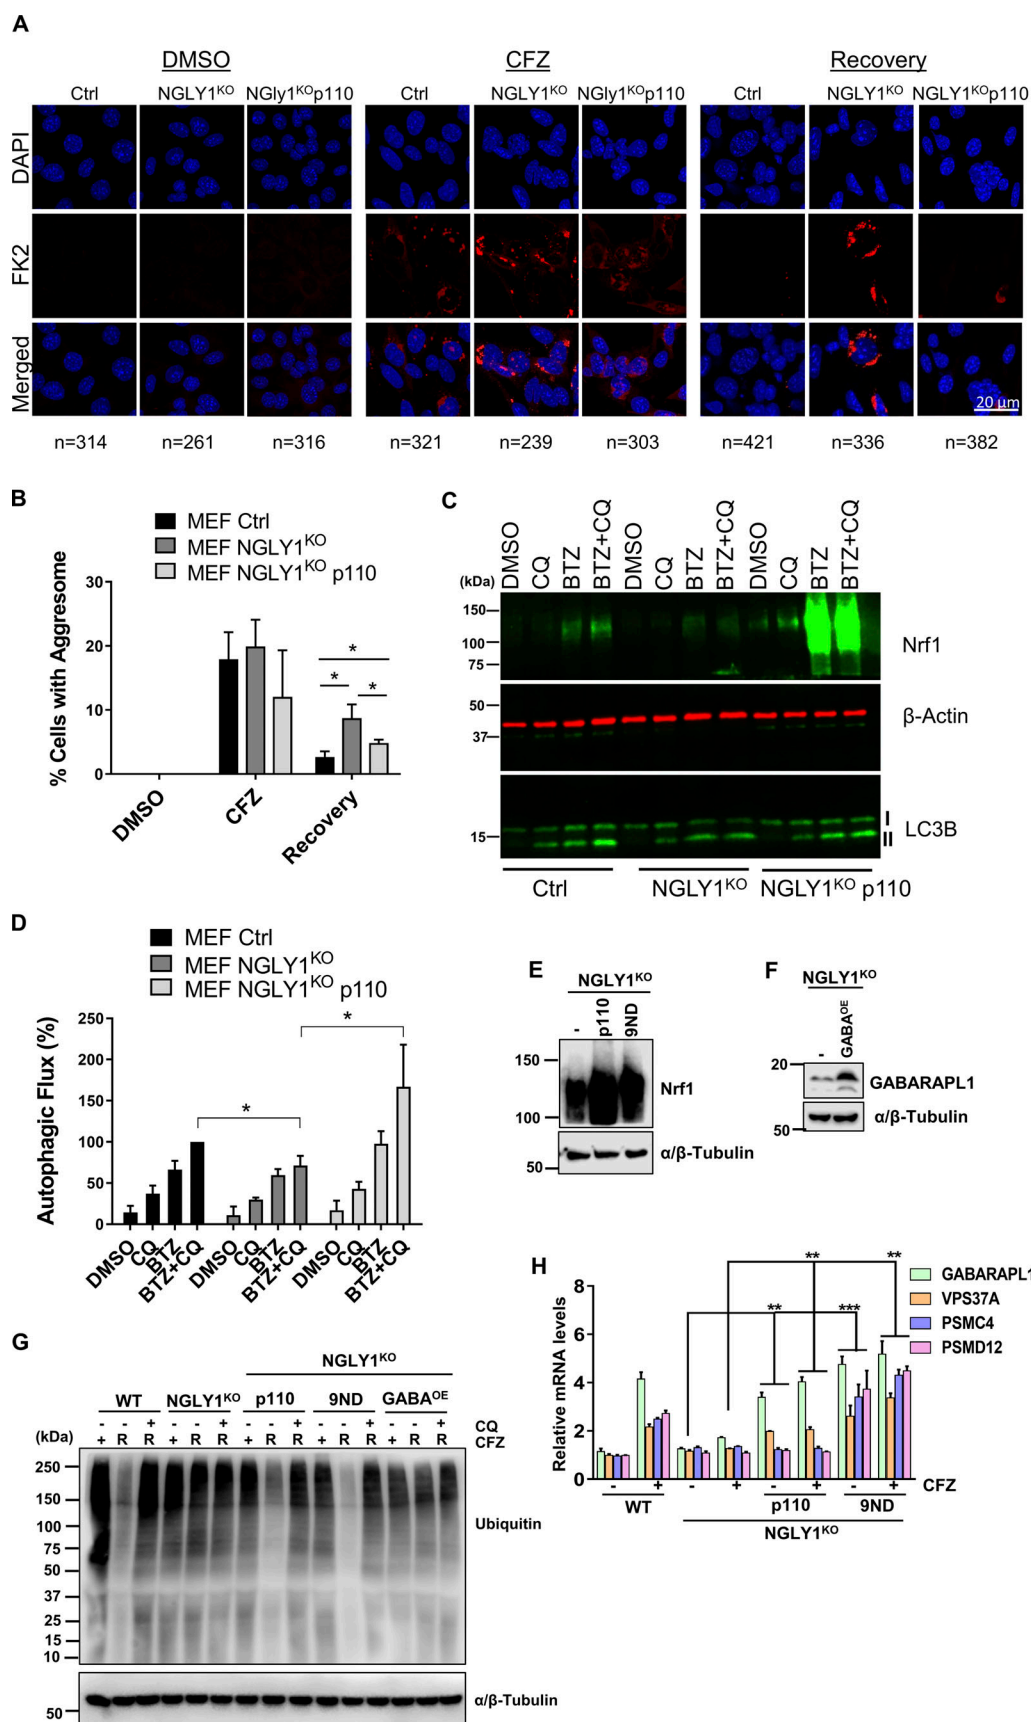 A
DMSO CFZ Recovery
Ctrl NGLY1KO NGly1KOp110 Ctrl NGLY1KO NGly1KOp110 Ctrl NGLY1KO NGLY1KOp110
DAPI
FK2
Merged
20 µm
n=314 n=261 n=316 n=321 n=239 n=303 n=421 n=336 n=382
B
MEF Ctrl
MEF NGLY1KO
MEF NGLY1KO p110
% Cells with Aggresome
30
20
10
0
*
* *
DMSO CFZ Recovery
C
DMSO CQ BTZ BTZ+CQ DMSO CQ BTZ BTZ+CQ DMSO CQ BTZ BTZ+CQ
(kDa)
150
100
75
Nrf1
50
37
β-Actin
15
I
II
LC3B
Ctrl NGLY1KO NGLY1KO p110
D
MEF Ctrl
MEF NGLY1KO
MEF NGLY1KO p110
Autophagic Flux (%)
250
200
150
100
50
0
*
*
DMSO CQ BTZ BTZ+CQ DMSO CQ BTZ BTZ+CQ DMSO CQ BTZ BTZ+CQ
E
NGLY1KO
- p110 9ND
150
100
Nrf1
50
α/β-Tubulin
F
NGLY1KO
- GABAOE
20
GABARAPL1
50
α/β-Tubulin
G
NGLY1KO
WT NGLY1KO p110 9ND GABAOE
- - + - - + - - + - - + - - + CQ
(kDa) + R R + R R + R R + R R + R R CFZ
250
150
100
75
50
37
25
15
10
Ubiquitin
50
α/β-Tubulin
H
Relative mRNA levels
8
6
4
2
0
** **
** ***
GABARAPL1
VPS37A
PSMC4
PSMD12
- + - + - + - + CFZ
WT p110 9ND
NGLY1KO